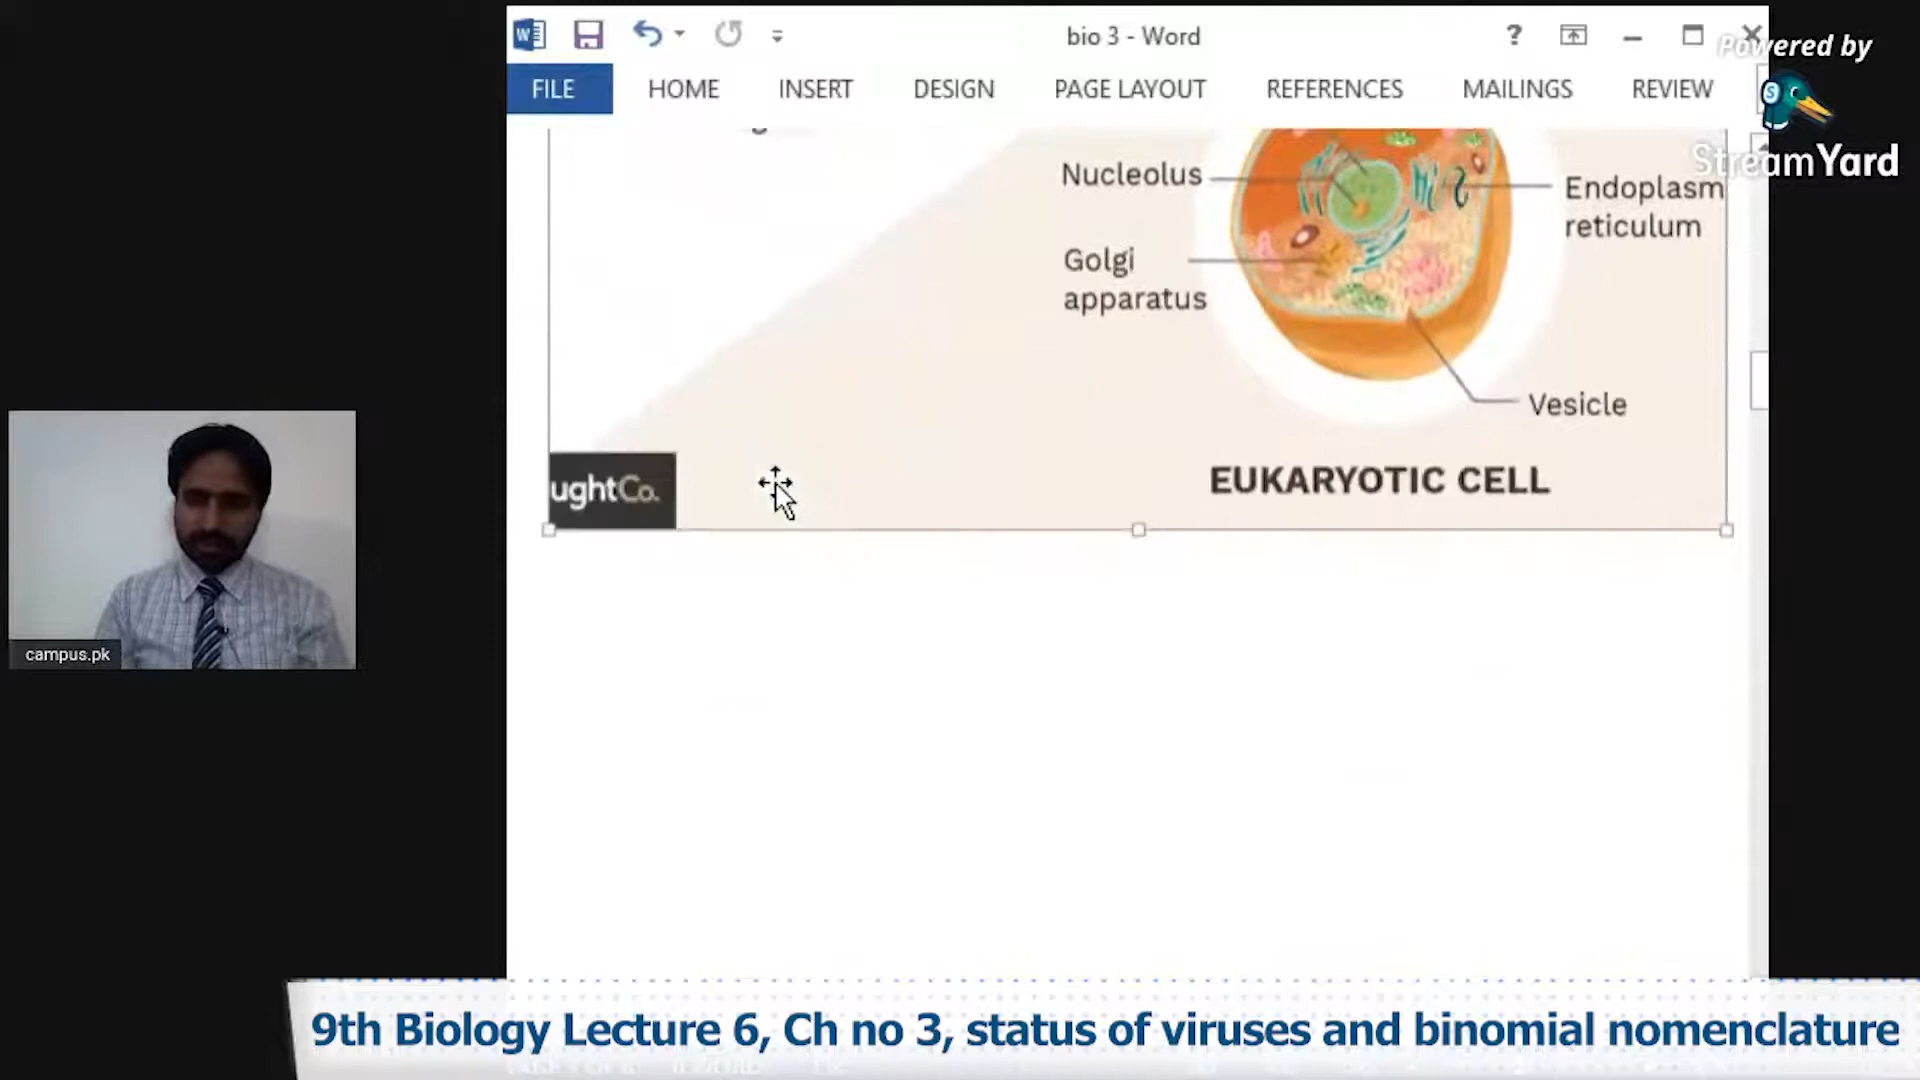 bio 3 - Word
?
Powered by
StreamYard
FILE HOME INSERT DESIGN PAGE LAYOUT REFERENCES MAILINGS REVIEW
Nucleolus
Endoplasm
reticulum
Golgi
apparatus
Vesicle
ughtCo.
EUKARYOTIC CELL
campus.pk
9th Biology Lecture 6, Ch no 3, status of viruses and binomial nomenclature